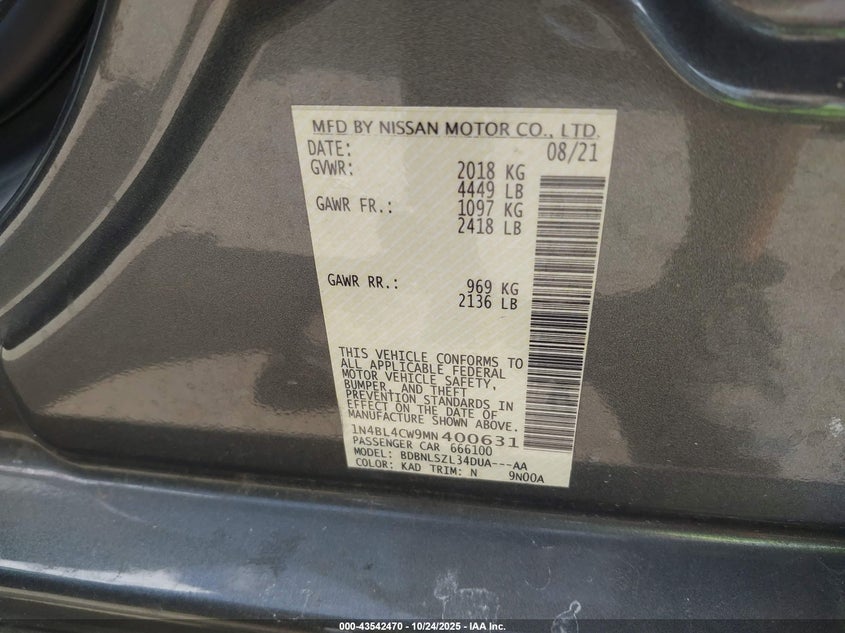 MFD BY NISSAN MOTOR CO., LTD.
DATE: 08/21
GVWR: 2018 KG
4449 LB
GAWR FR.: 1097 KG
2418 LB
GAWR RR.: 969 KG
2136 LB
THIS VEHICLE CONFORMS TO
ALL APPLICABLE FEDERAL
MOTOR VEHICLE SAFETY,
BUMPER, AND THEFT
PREVENTION STANDARDS IN
EFFECT ON THE DATE OF
MANUFACTURE SHOWN ABOVE.
1N4BL4CW9MN400631
PASSENGER CAR 666100
MODEL: BDBNLSZL34DUA---AA
COLOR: KAD TRIM: N 9N00A
000-43542470 - 10/24/2025 - IAAI.COM